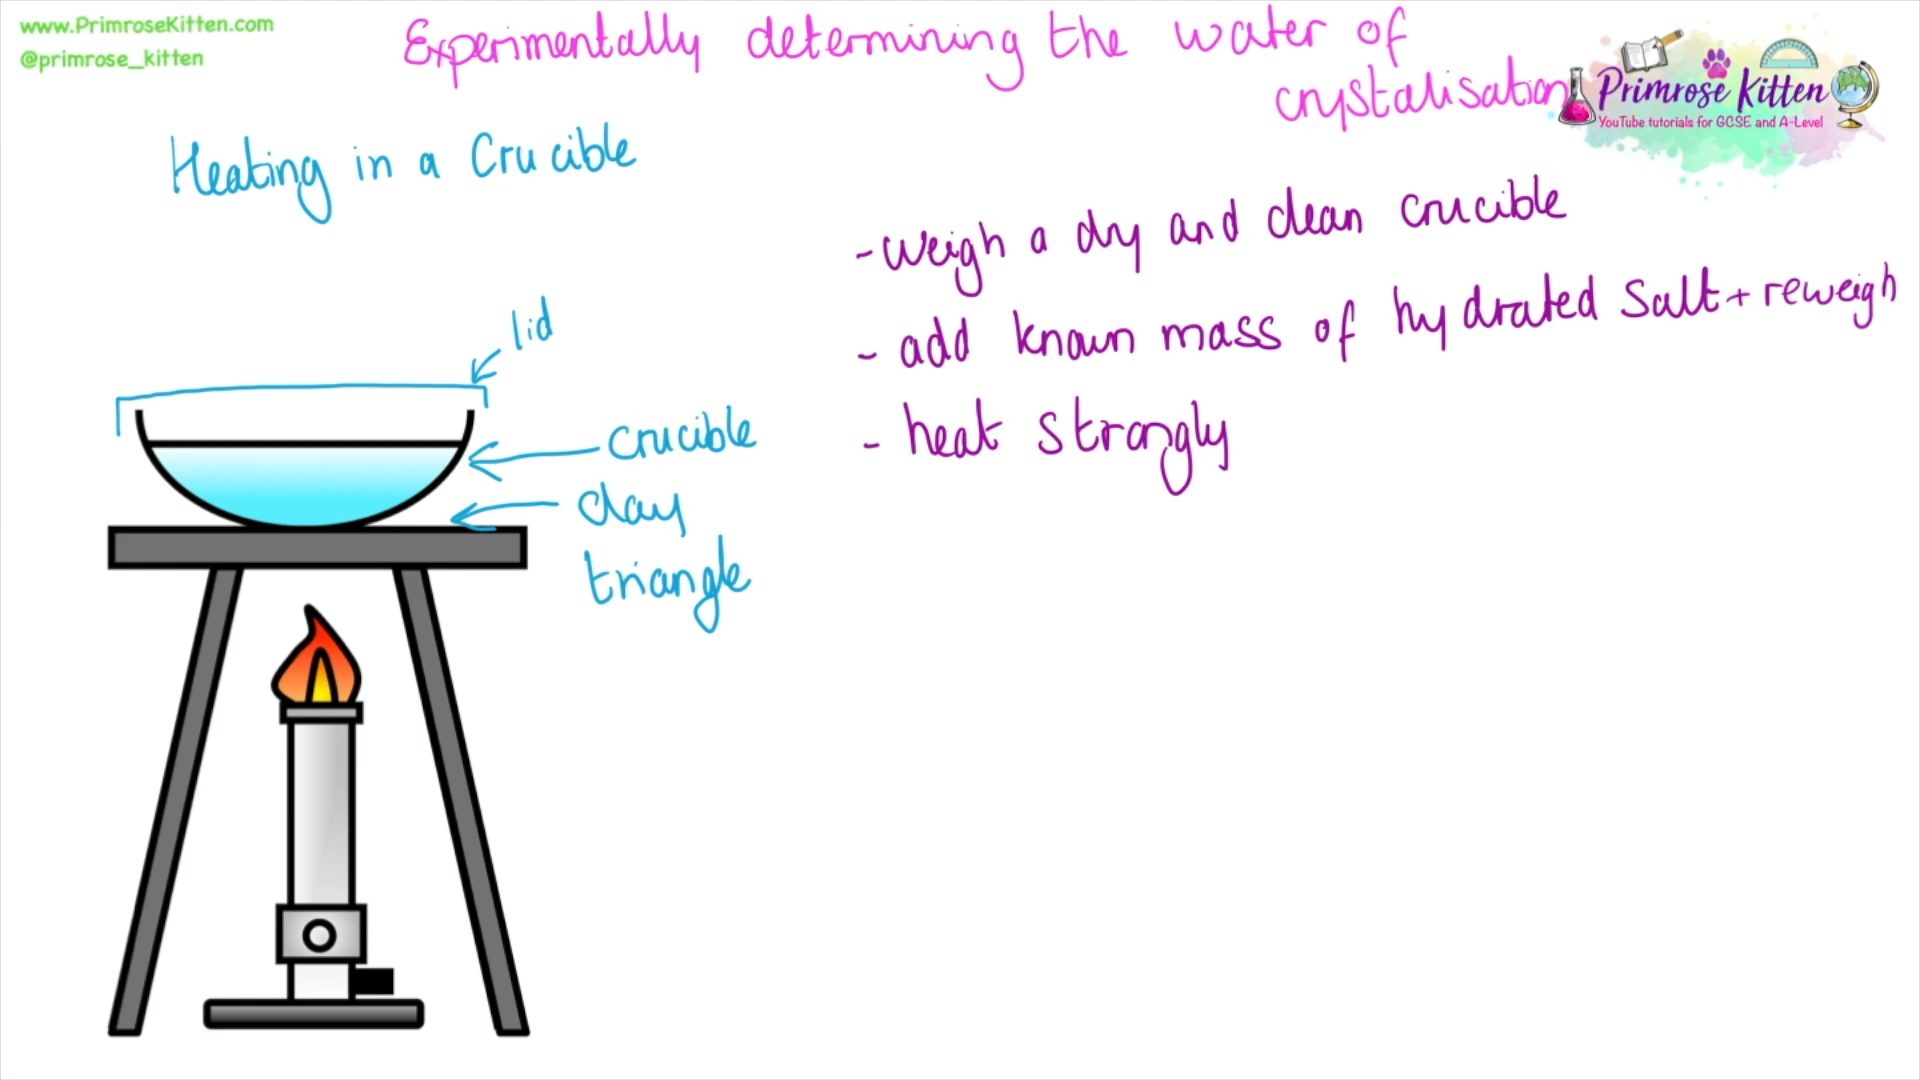 www.PrimroseKitten.com
@primrose_kitten
Experimentally determining the water of
crystalisation
Primrose Kitten
YouTube tutorials for GCSE and A-Level
Heating in a Crucible
- weigh a dry and clean crucible
- add known mass of hydrated salt + reweigh
- heat strongly
lid
crucible
clay
triangle